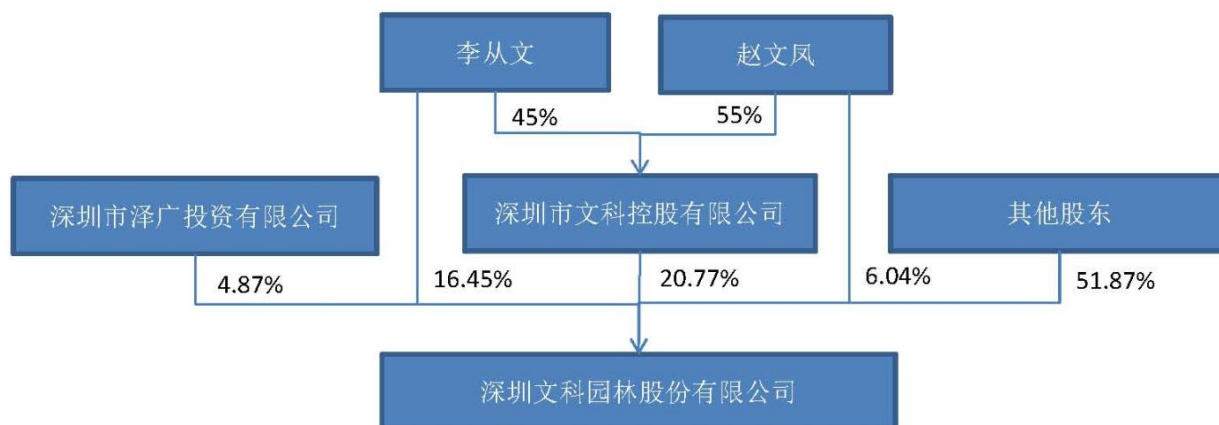 李从文
赵文凤
45%
55%
深圳市泽广投资有限公司
深圳市文科控股有限公司
其他股东
4.87%
16.45%
20.77%
6.04%
51.87%
深圳文科园林股份有限公司